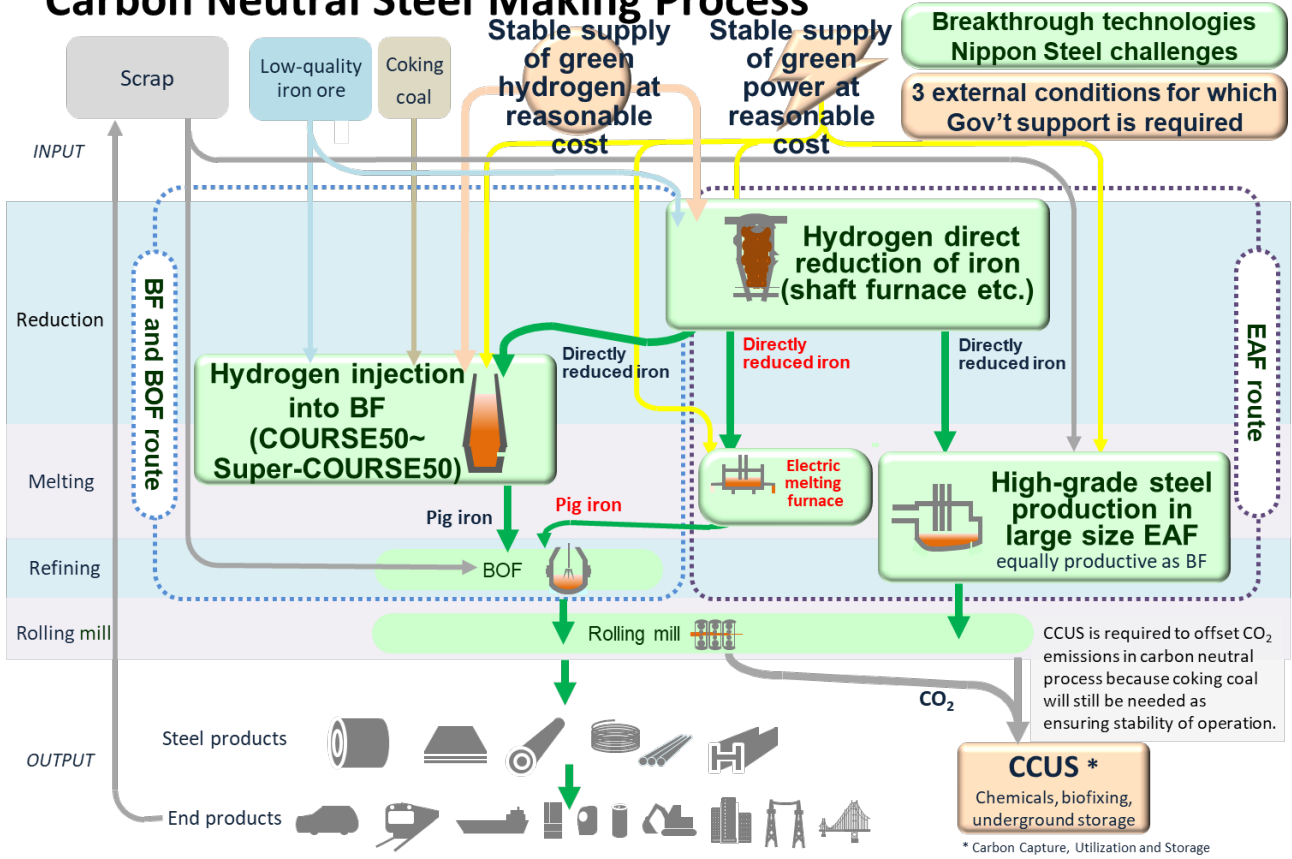 Carbon Neutral Steel Making Process
Scrap
Low-quality
iron ore
Coking
coal
Stable supply
of green
hydrogen at
reasonable
cost
Stable supply
of green
power at
reasonable
cost
Breakthrough technologies
Nippon Steel challenges
3 external conditions for which
Gov't support is required
INPUT
Reduction
Melting
Refining
Rolling mill
OUTPUT
BF and BOF route
EAF route
Hydrogen direct
reduction of iron
(shaft furnace etc.)
Directly
reduced iron
Directly
reduced iron
Directly
reduced iron
Hydrogen injection
into BF
(COURSE50~
Super-COURSE50)
Electric
melting
furnace
High-grade steel
production in
large size EAF
equally productive as BF
Pig iron
Pig iron
BOF
Rolling mill
CO₂
CCUS is required to offset CO₂
emissions in carbon neutral
process because coking coal
will still be needed as
ensuring stability of operation.
Steel products
End products
CCUS *
Chemicals, biofixing,
underground storage
* Carbon Capture, Utilization and Storage